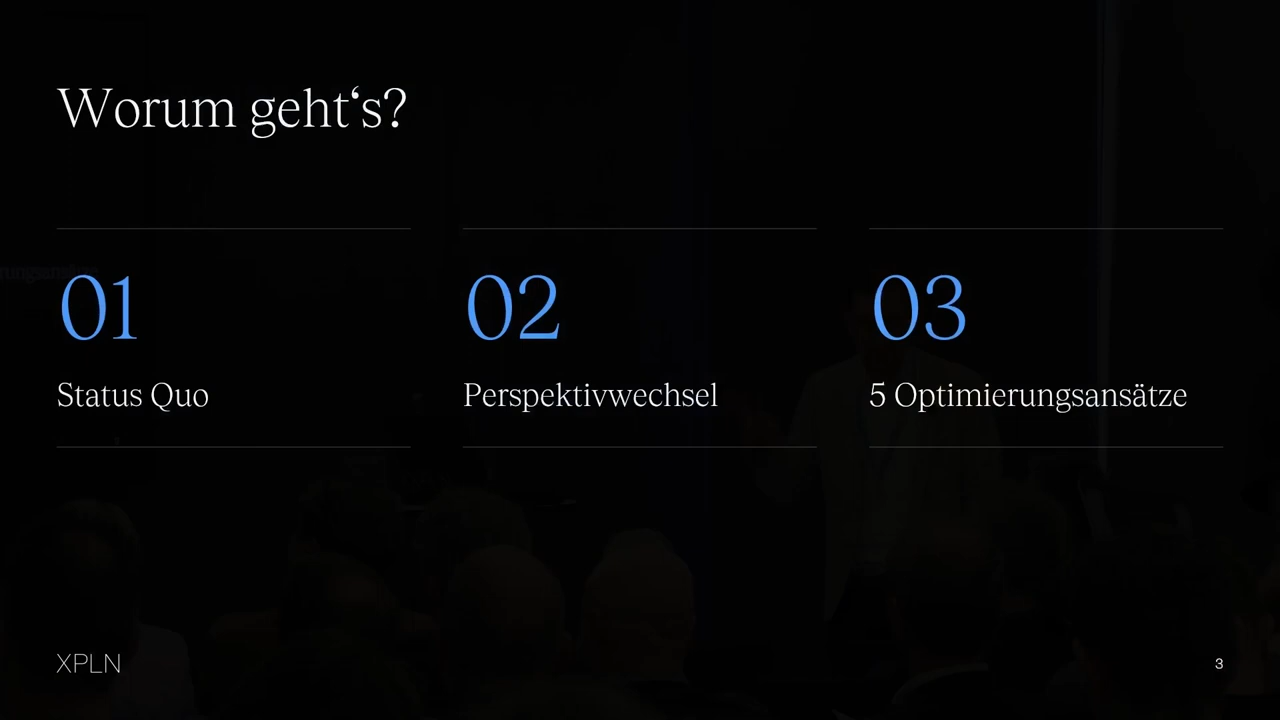 Worum geht‘s?
01
Status Quo
02
Perspektivwechsel
03
5 Optimierungsansätze
XPLN
3